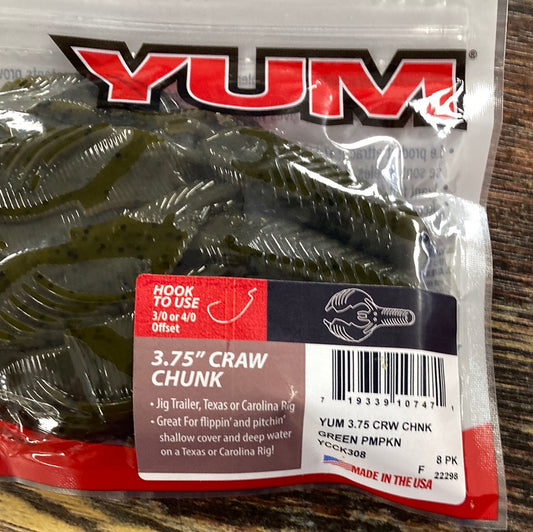 YUM®
HOOK
TO USE
3/0 or 4/0
Offset
3.75” CRAW
CHUNK
• Jig Trailer, Texas or Carolina Rig
• Great For flippin’ and pitchin’
shallow cover and deep water
on a Texas or Carolina Rig!
7 19339 10747 1
YUM 3.75 CRW CHNK
GREEN PMPKN
YCCK308
8 PK
F 22298
MADE IN THE USA